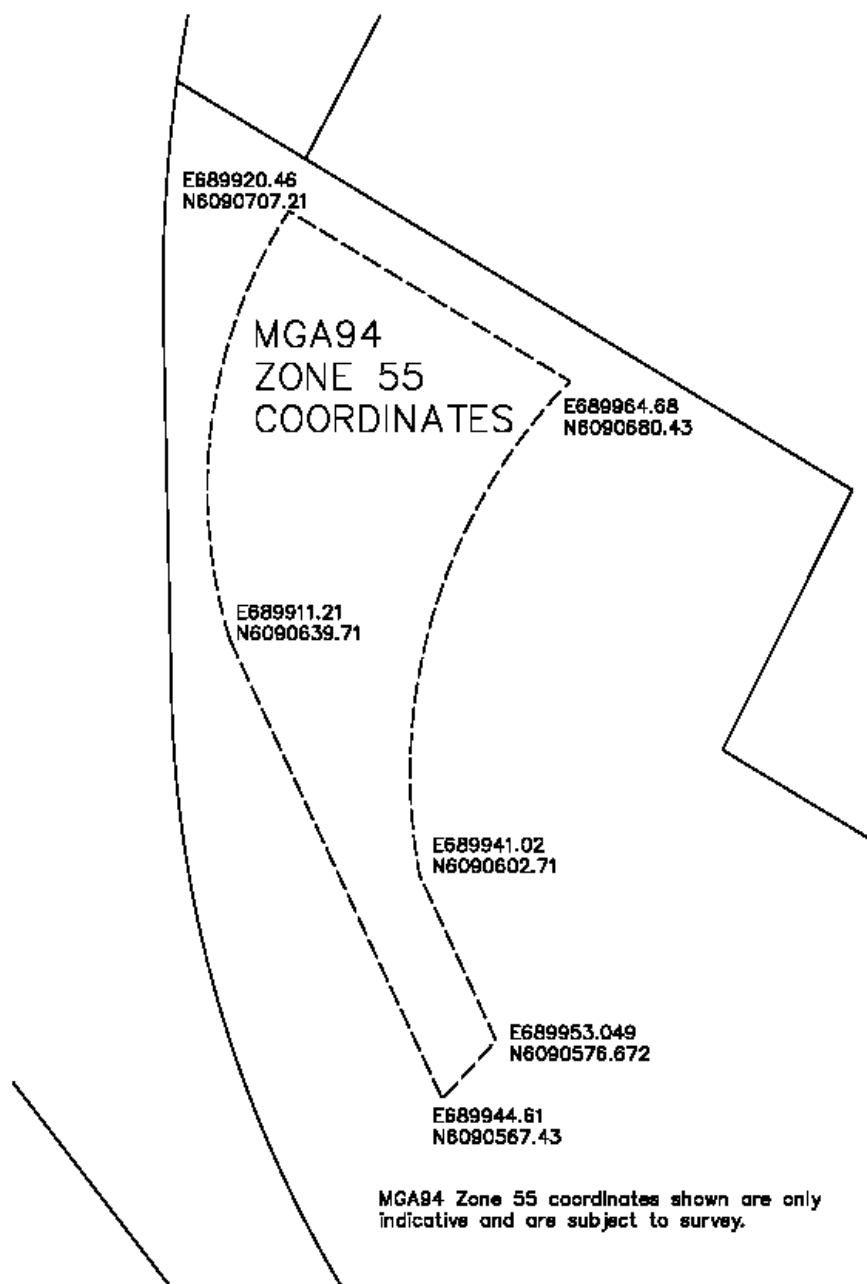 E689920.46
N6090707.21
MGA94
ZONE 55
COORDINATES
E689964.68
N6090680.43
E689911.21
N6090639.71
E689941.02
N6090602.71
E689953.049
N6090576.672
E689944.61
N6090567.43
MGA94 Zone 55 coordinates shown are only
indicative and are subject to survey.